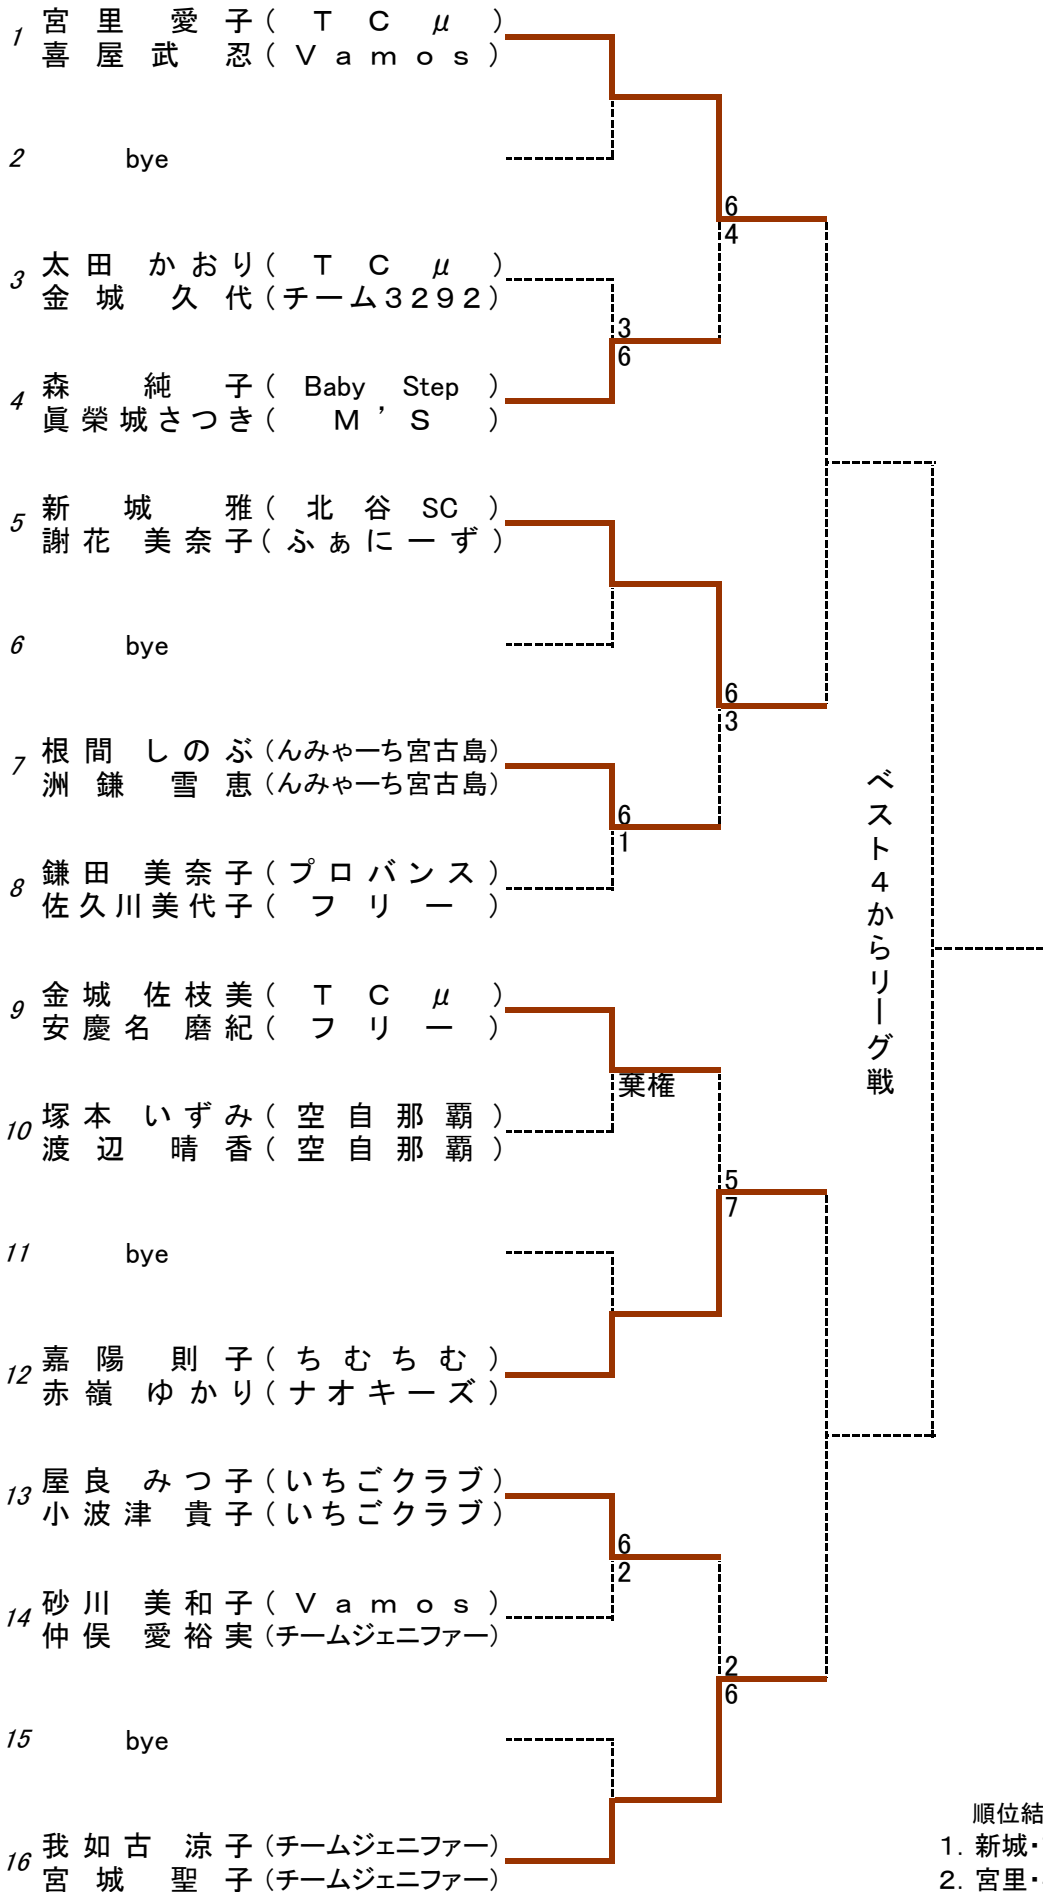 1 宮里 愛子(TCμ)
喜屋武 忍(Vamos)
2 bye
6
4
3 太田 かおり(TCμ)
金城 久代(チーム3292)
3
6
4 森 純子(Baby Step)
眞榮城さつき(M'S)
5 新城 雅(北谷SC)
謝花 美奈子(ふぁにーず)
6 bye
6
3
7 根間 しのぶ(んみゃーち宮古島)
洲鎌 雪恵(んみゃーち宮古島)
6
1
8 鎌田 美奈子(プロバンス)
佐久川美代子(フリー)
ベスト4からリーグ戦
9 金城 佐枝美(TCμ)
安慶名 磨紀(フリー)
棄権
10 塚本 いずみ(空自那覇)
渡辺 晴香(空自那覇)
5
7
11 bye
12 嘉陽 則子(ちむちむ)
赤嶺 ゆかり(ナオキーズ)
13 屋良 みつ子(いちごクラブ)
小波津 貴子(いちごクラブ)
6
2
14 砂川 美和子(Vamos)
仲俣 愛裕実(チームジェニファー)
2
6
15 bye
16 我如古 涼子(チームジェニファー)
宮城 聖子(チームジェニファー)
順位結
1. 新城・
2. 宮里・